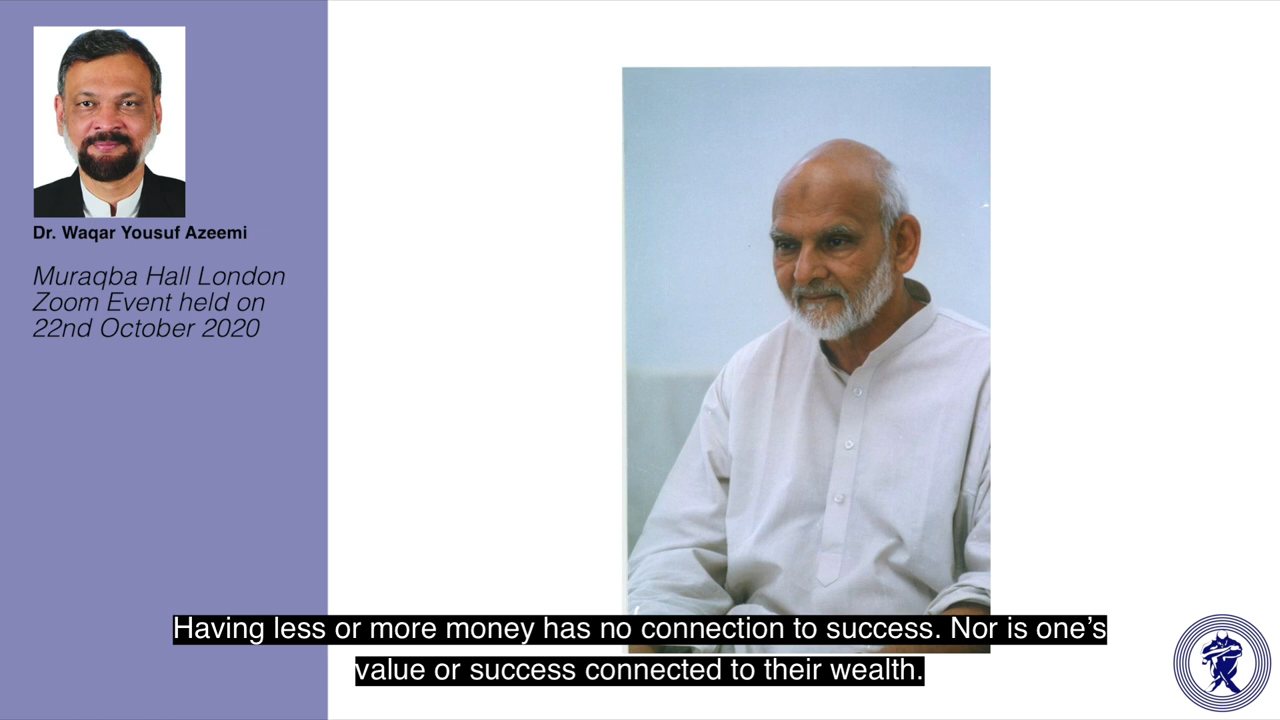 Dr. Waqar Yousuf Azeemi
Muraqba Hall London
Zoom Event held on
22nd October 2020
Having less or more money has no connection to success. Nor is one’s
value or success connected to their wealth.